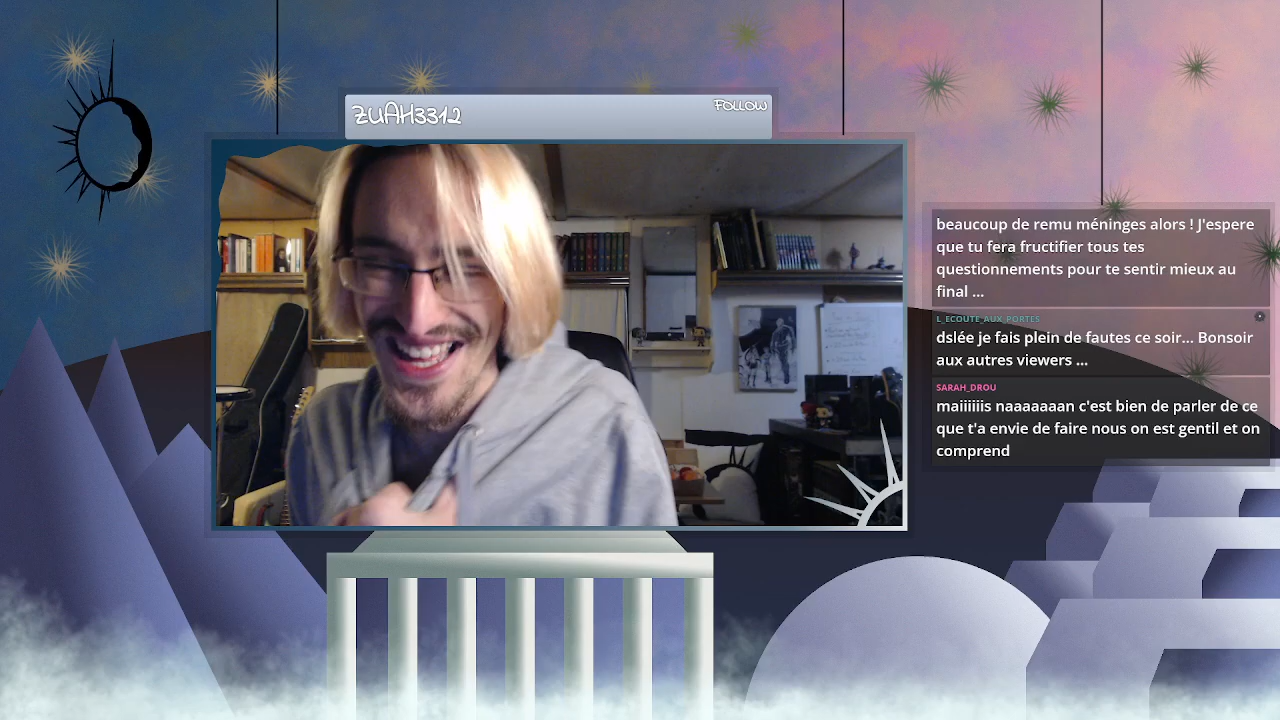 ZUAH3312
FOLLOW
beaucoup de remu méninges alors ! J'espere
que tu fera fructifier tous tes
questionnements pour te sentir mieux au
final ...
L_ECOUTE_AUX_PORTES
dslée je fais plein de fautes ce soir... Bonsoir
aux autres viewers ...
SARAH_DROU
maiiiiiis naaaaaaan c'est bien de parler de ce
que t'a envie de faire nous on est gentil et on
comprend